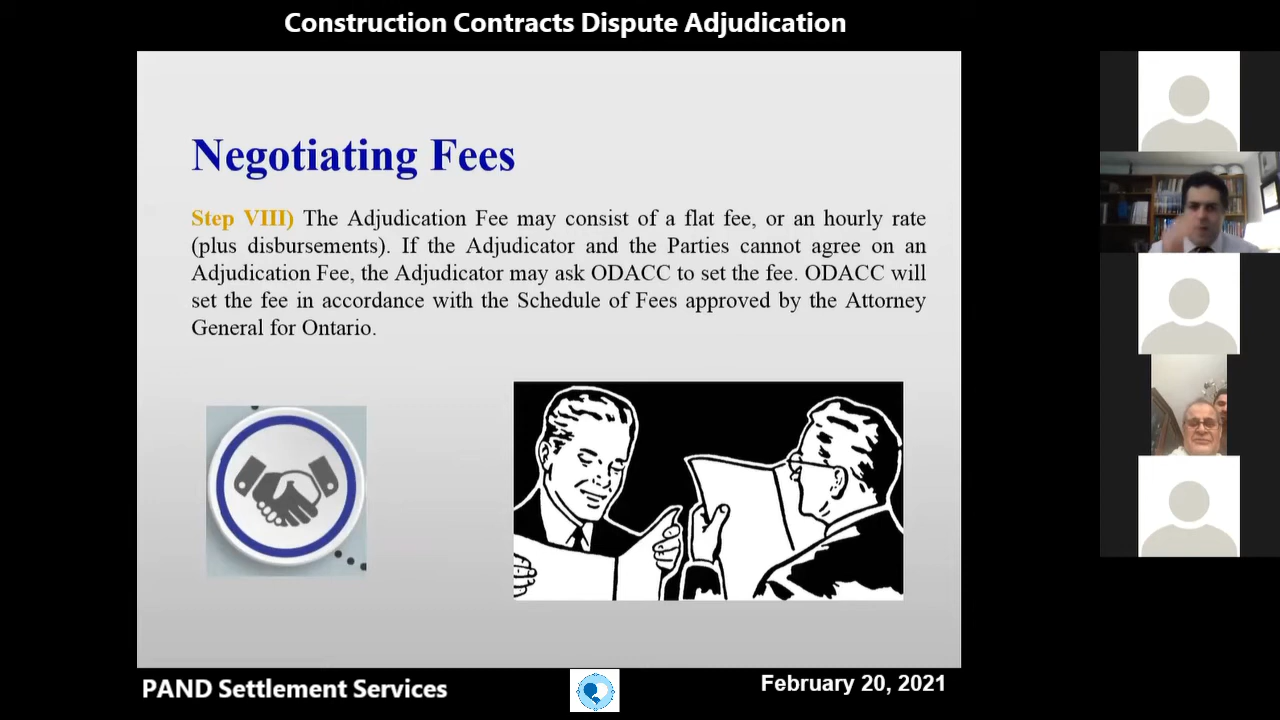 Construction Contracts Dispute Adjudication
Negotiating Fees
Step VIII) The Adjudication Fee may consist of a flat fee, or an hourly rate
(plus disbursements). If the Adjudicator and the Parties cannot agree on an
Adjudication Fee, the Adjudicator may ask ODACC to set the fee. ODACC will
set the fee in accordance with the Schedule of Fees approved by the Attorney
General for Ontario.
PAND Settlement Services
February 20, 2021